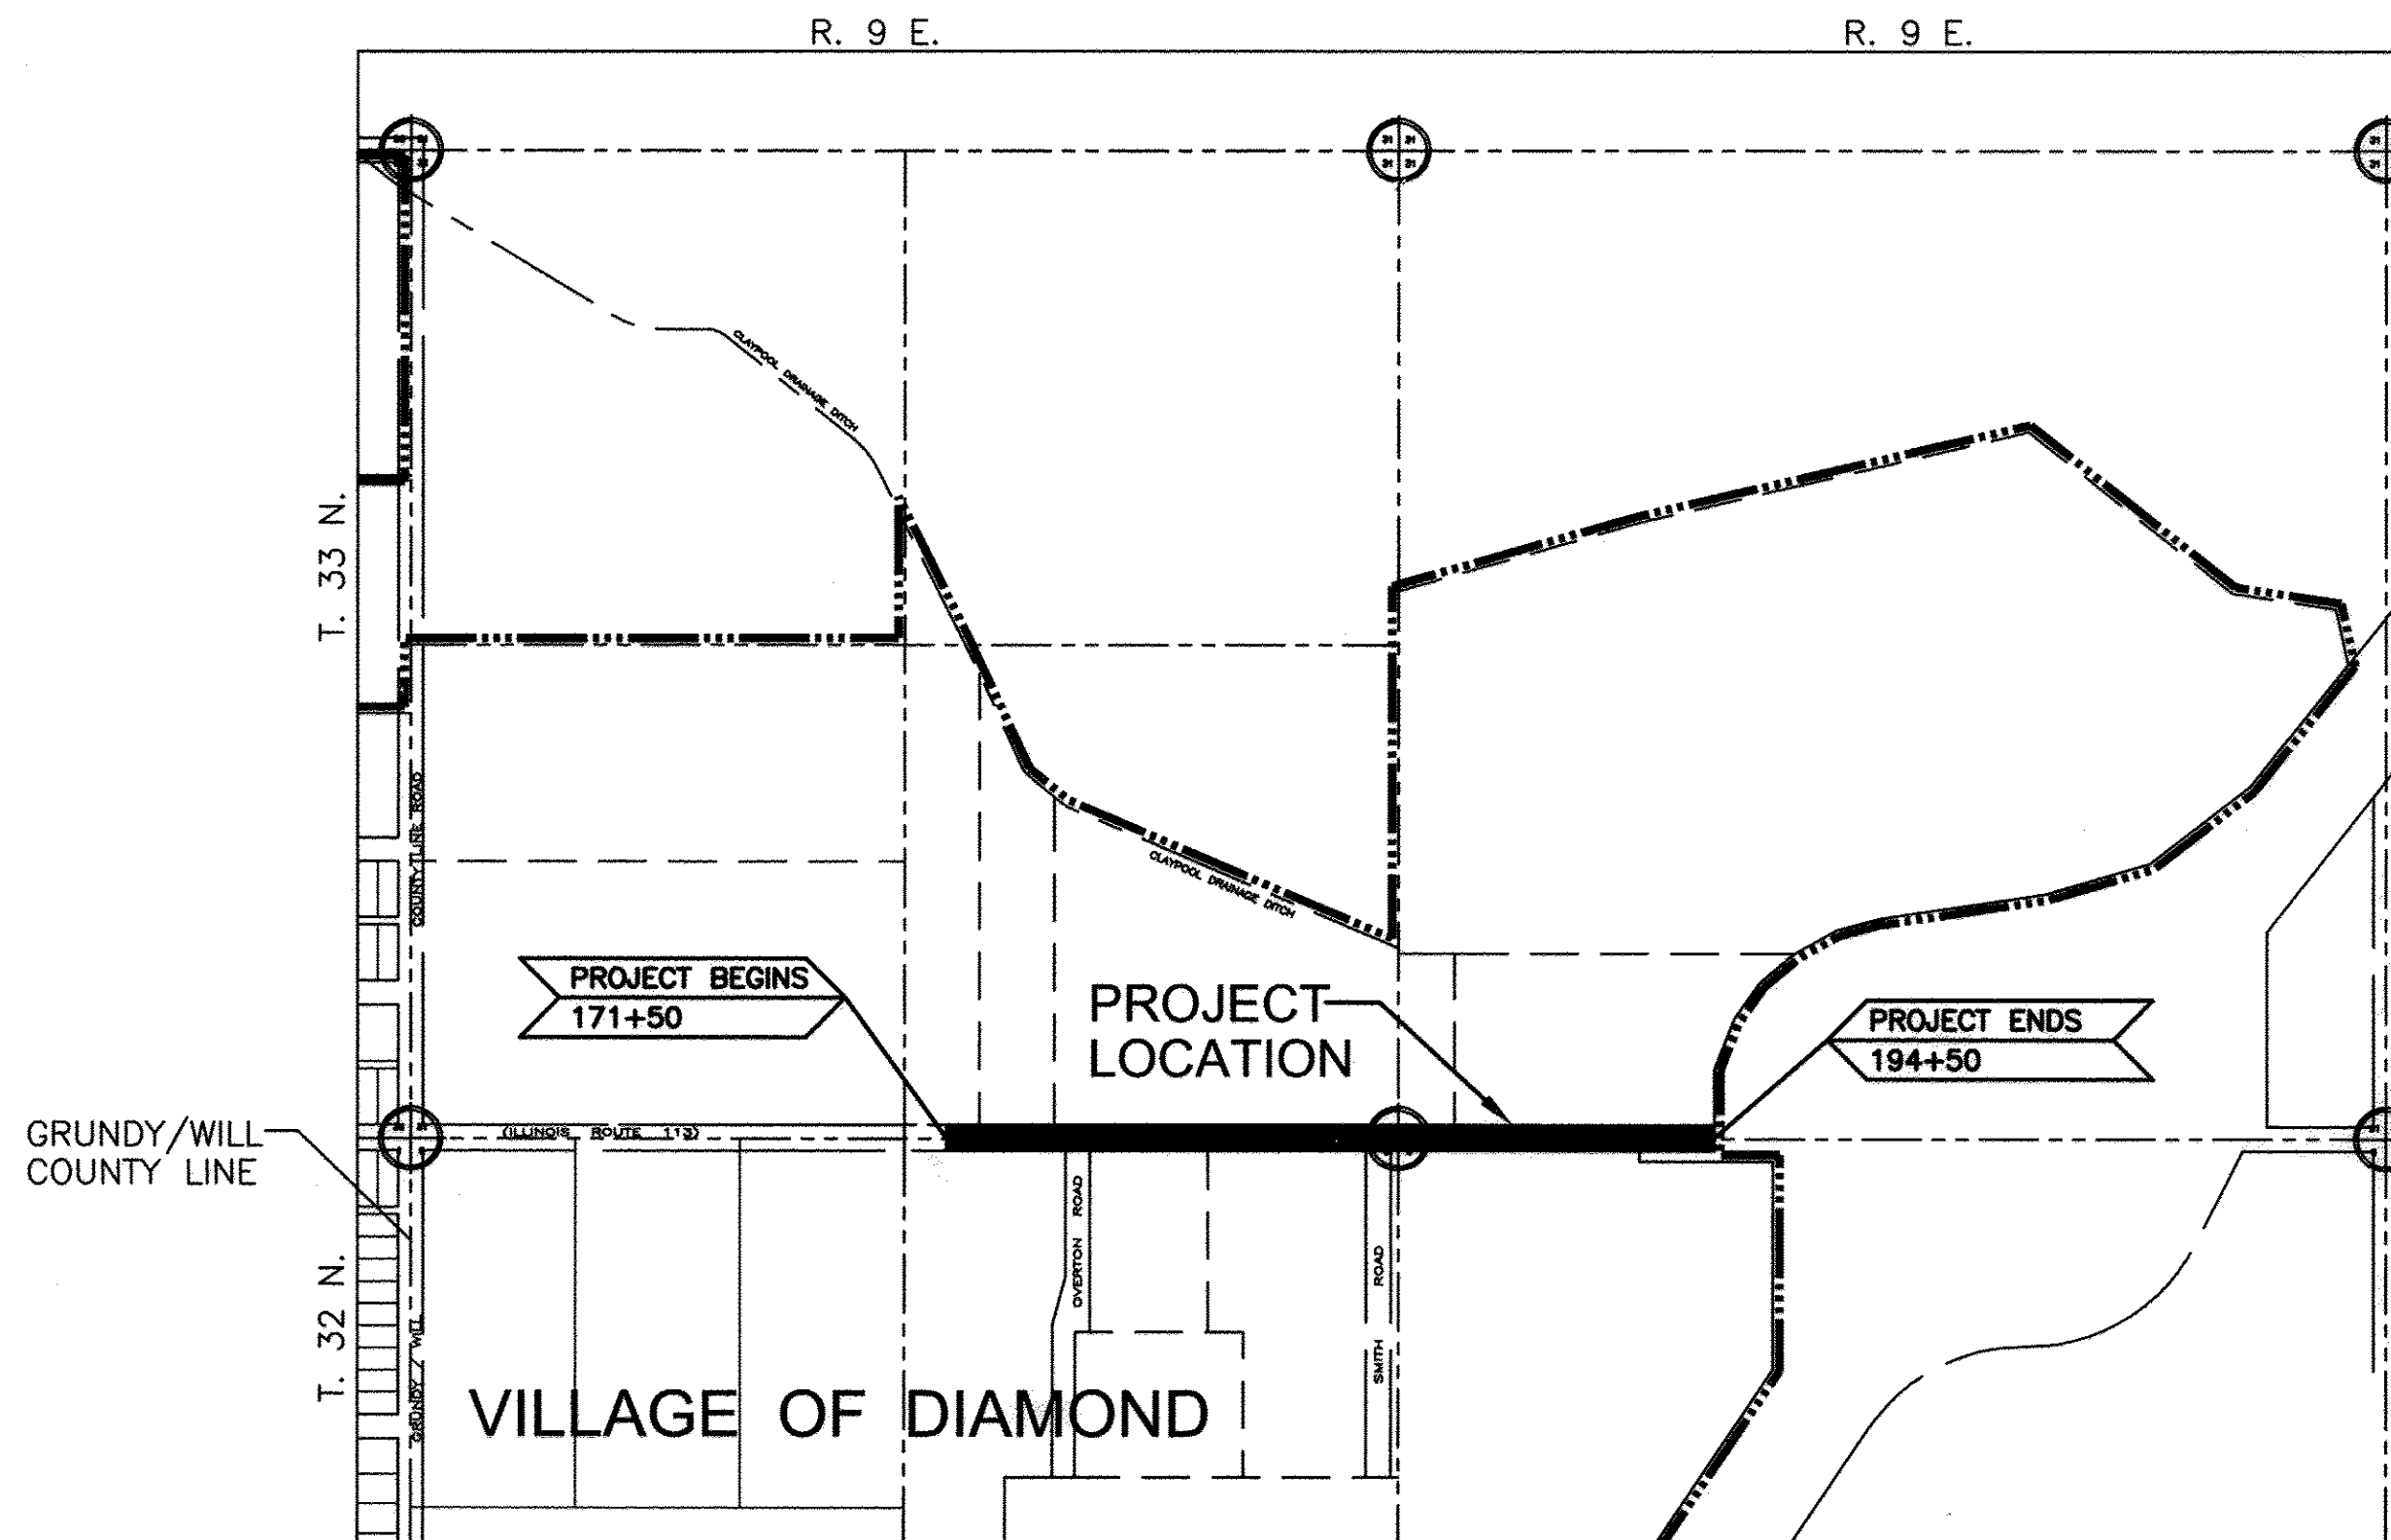 R. 9 E.
R. 9 E.
CLAYPOOL DRAINAGE DITCH
T. 33 N.
COUNTY LINE ROAD
CLAYPOOL DRAINAGE DITCH
PROJECT BEGINS
171+50
PROJECT
LOCATION
PROJECT ENDS
194+50
GRUNDY/WILL
COUNTY LINE
(ILLINOIS ROUTE 113)
OVERTON ROAD
SMITH ROAD
T. 32 N.
GRUNDY / WILL
VILLAGE OF DIAMOND